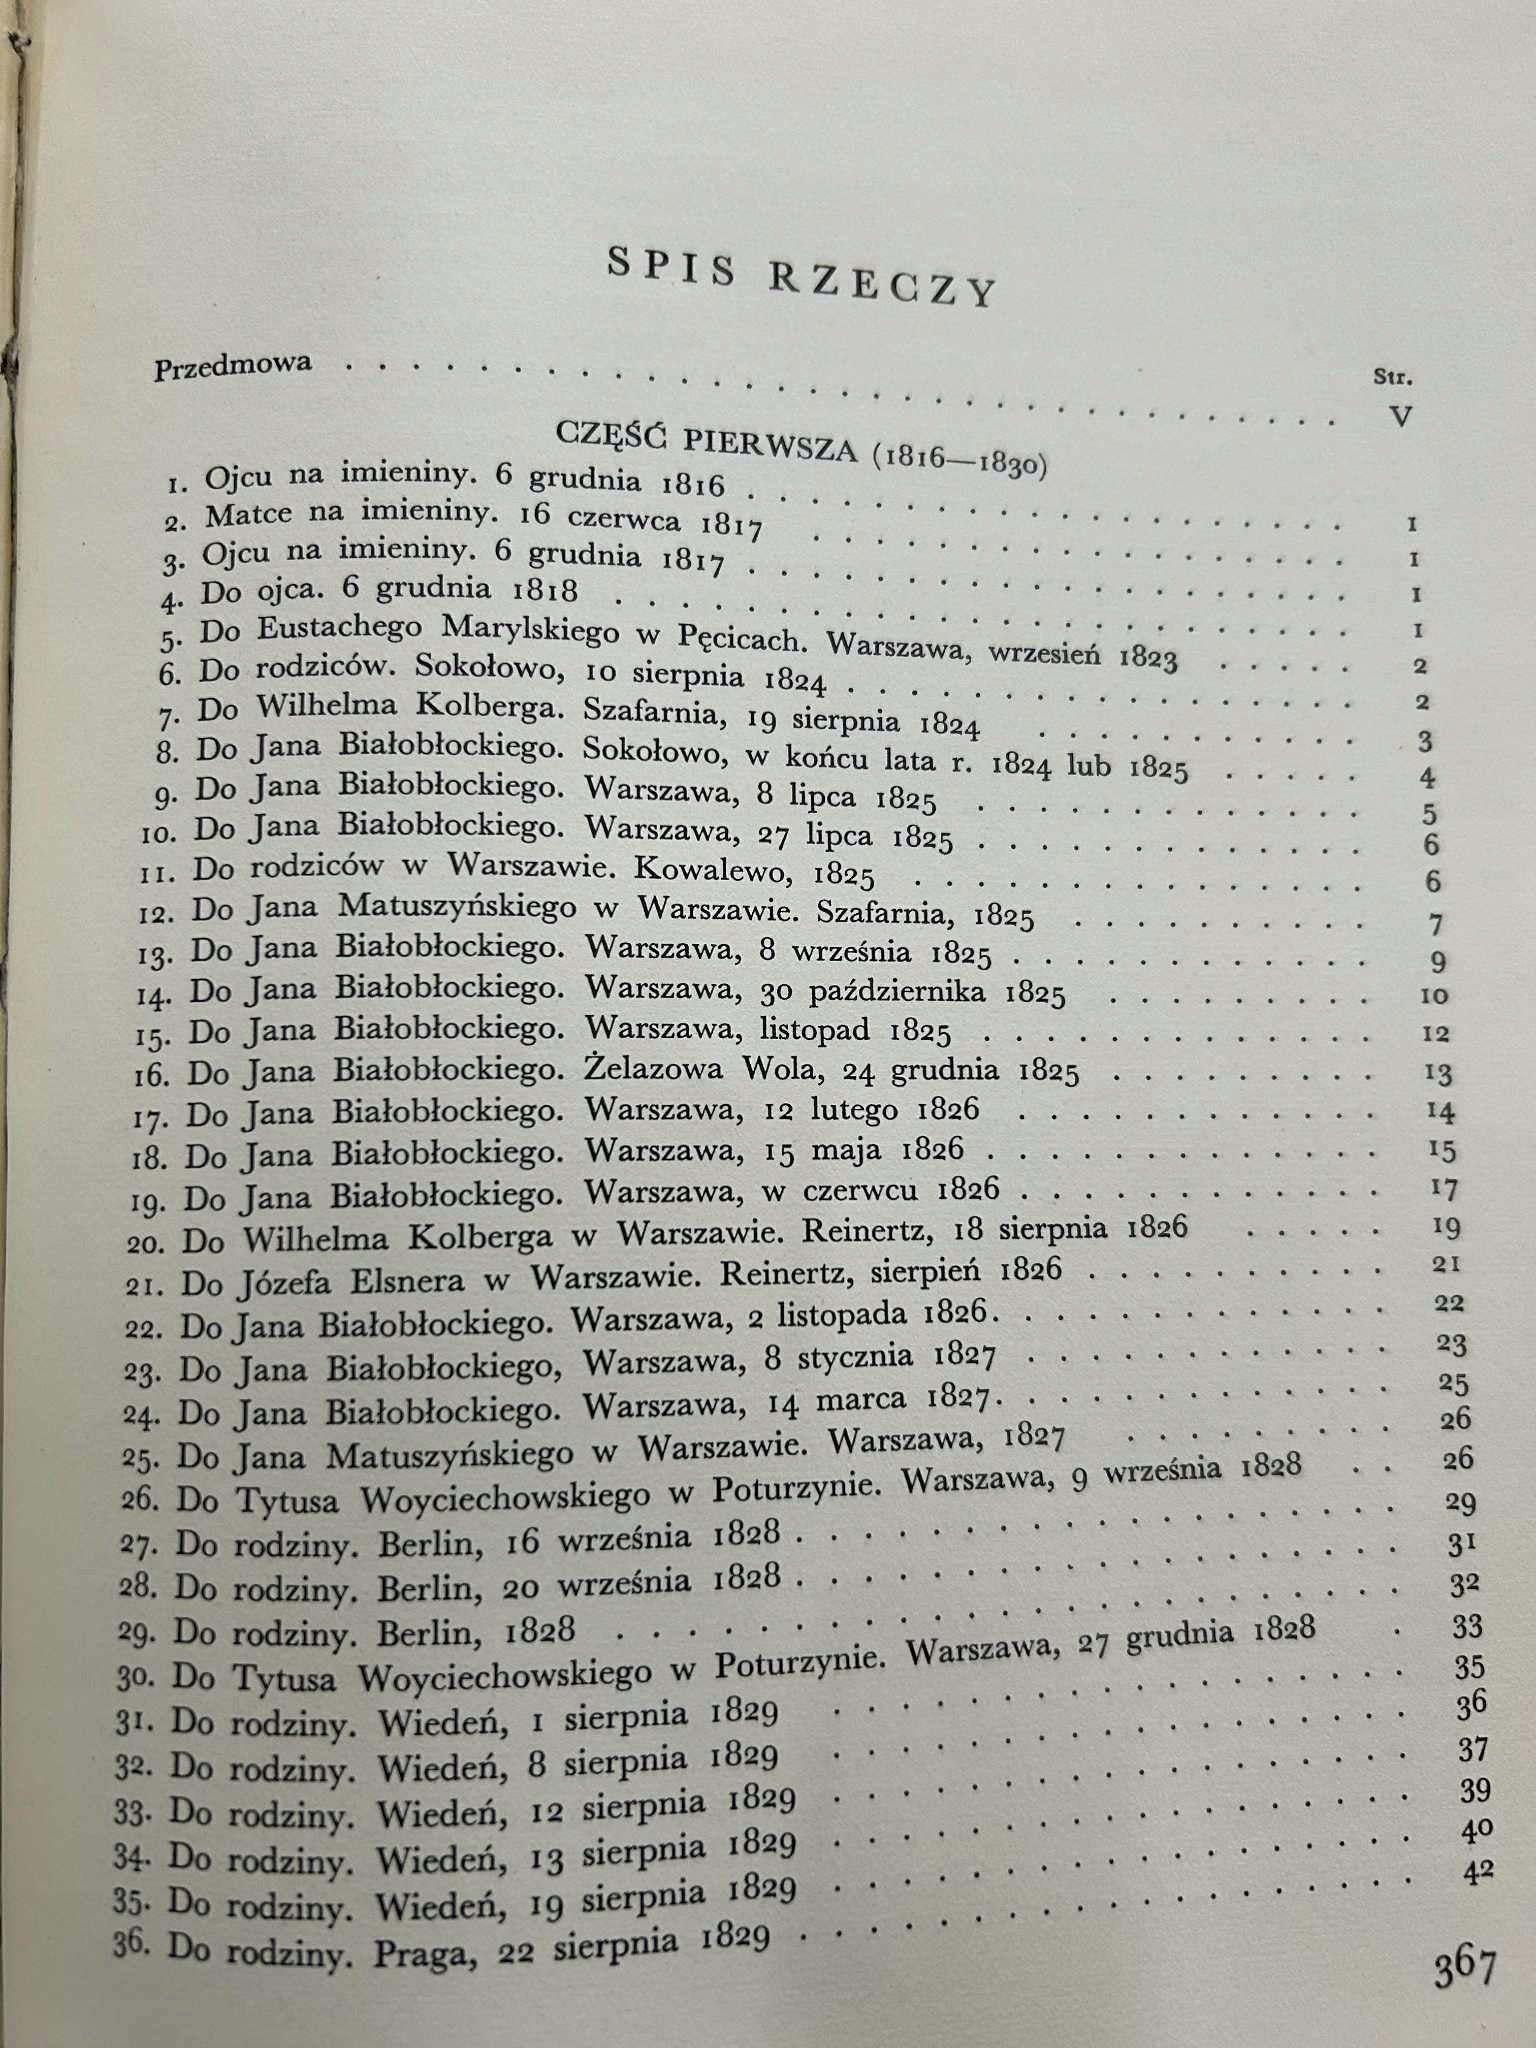 SPIS RZECZY
Str.
Przedmowa . . . . . . . . . . . . . . . . . . . . V
CZĘŚĆ PIERWSZA (1816—1830)
1. Ojcu na imieniny. 6 grudnia 1816 . . . . . . . . . . 1
2. Matce na imieniny. 16 czerwca 1817 . . . . . . . . . . 1
3. Ojcu na imieniny. 6 grudnia 1817 . . . . . . . . . . 1
4. Do ojca. 6 grudnia 1818 . . . . . . . . . . 1
5. Do Eustachego Marylskiego w Pęcicach. Warszawa, wrzesień 1823 . . . . . 2
6. Do rodziców. Sokołowo, 10 sierpnia 1824 . . . . . . . . . . 2
7. Do Wilhelma Kolberga. Szafarnia, 19 sierpnia 1824 . . . . . . . . . . 3
8. Do Jana Białobłockiego. Sokołowo, w końcu lata r. 1824 lub 1825 . . . . . 4
9. Do Jana Białobłockiego. Warszawa, 8 lipca 1825 . . . . . . . . . . 5
10. Do Jana Białobłockiego. Warszawa, 27 lipca 1825 . . . . . . . . . . 6
11. Do rodziców w Warszawie. Kowalewo, 1825 . . . . . . . . . . 6
12. Do Jana Matuszyńskiego w Warszawie. Szafarnia, 1825 . . . . . . . . . . 7
13. Do Jana Białobłockiego. Warszawa, 8 września 1825 . . . . . . . . . . 9
14. Do Jana Białobłockiego. Warszawa, 30 października 1825 . . . . . . . . . 10
15. Do Jana Białobłockiego. Warszawa, listopad 1825 . . . . . . . . . . 12
16. Do Jana Białobłockiego. Żelazowa Wola, 24 grudnia 1825 . . . . . . . . . 13
17. Do Jana Białobłockiego. Warszawa, 12 lutego 1826 . . . . . . . . . . 14
18. Do Jana Białobłockiego. Warszawa, 15 maja 1826 . . . . . . . . . . 15
19. Do Jana Białobłockiego. Warszawa, w czerwcu 1826 . . . . . . . . . . 17
20. Do Wilhelma Kolberga w Warszawie. Reinertz, 18 sierpnia 1826 . . . . . 19
21. Do Józefa Elsnera w Warszawie. Reinertz, sierpień 1826 . . . . . . . . . . 21
22. Do Jana Białobłockiego. Warszawa, 2 listopada 1826. . . . . . . . . . . 22
23. Do Jana Białobłockiego, Warszawa, 8 stycznia 1827 . . . . . . . . . . 23
24. Do Jana Białobłockiego. Warszawa, 14 marca 1827. . . . . . . . . . . 25
25. Do Jana Matuszyńskiego w Warszawie. Warszawa, 1827 . . . . . . . . . 26
26. Do Tytusa Woyciechowskiego w Poturzynie. Warszawa, 9 września 1828 . . 26
27. Do rodziny. Berlin, 16 września 1828 . . . . . . . . . . 29
28. Do rodziny. Berlin, 20 września 1828 . . . . . . . . . . 31
29. Do rodziny. Berlin, 1828 . . . . . . . . . . 32
30. Do Tytusa Woyciechowskiego w Poturzynie. Warszawa, 27 grudnia 1828 . 33
31. Do rodziny. Wiedeń, 1 sierpnia 1829 . . . . . . . . . . 35
32. Do rodziny. Wiedeń, 8 sierpnia 1829 . . . . . . . . . . 36
33. Do rodziny. Wiedeń, 12 sierpnia 1829 . . . . . . . . . . 37
34. Do rodziny. Wiedeń, 13 sierpnia 1829 . . . . . . . . . . 39
35. Do rodziny. Wiedeń, 19 sierpnia 1829 . . . . . . . . . . 40
36. Do rodziny. Praga, 22 sierpnia 1829 . . . . . . . . . . 42
367